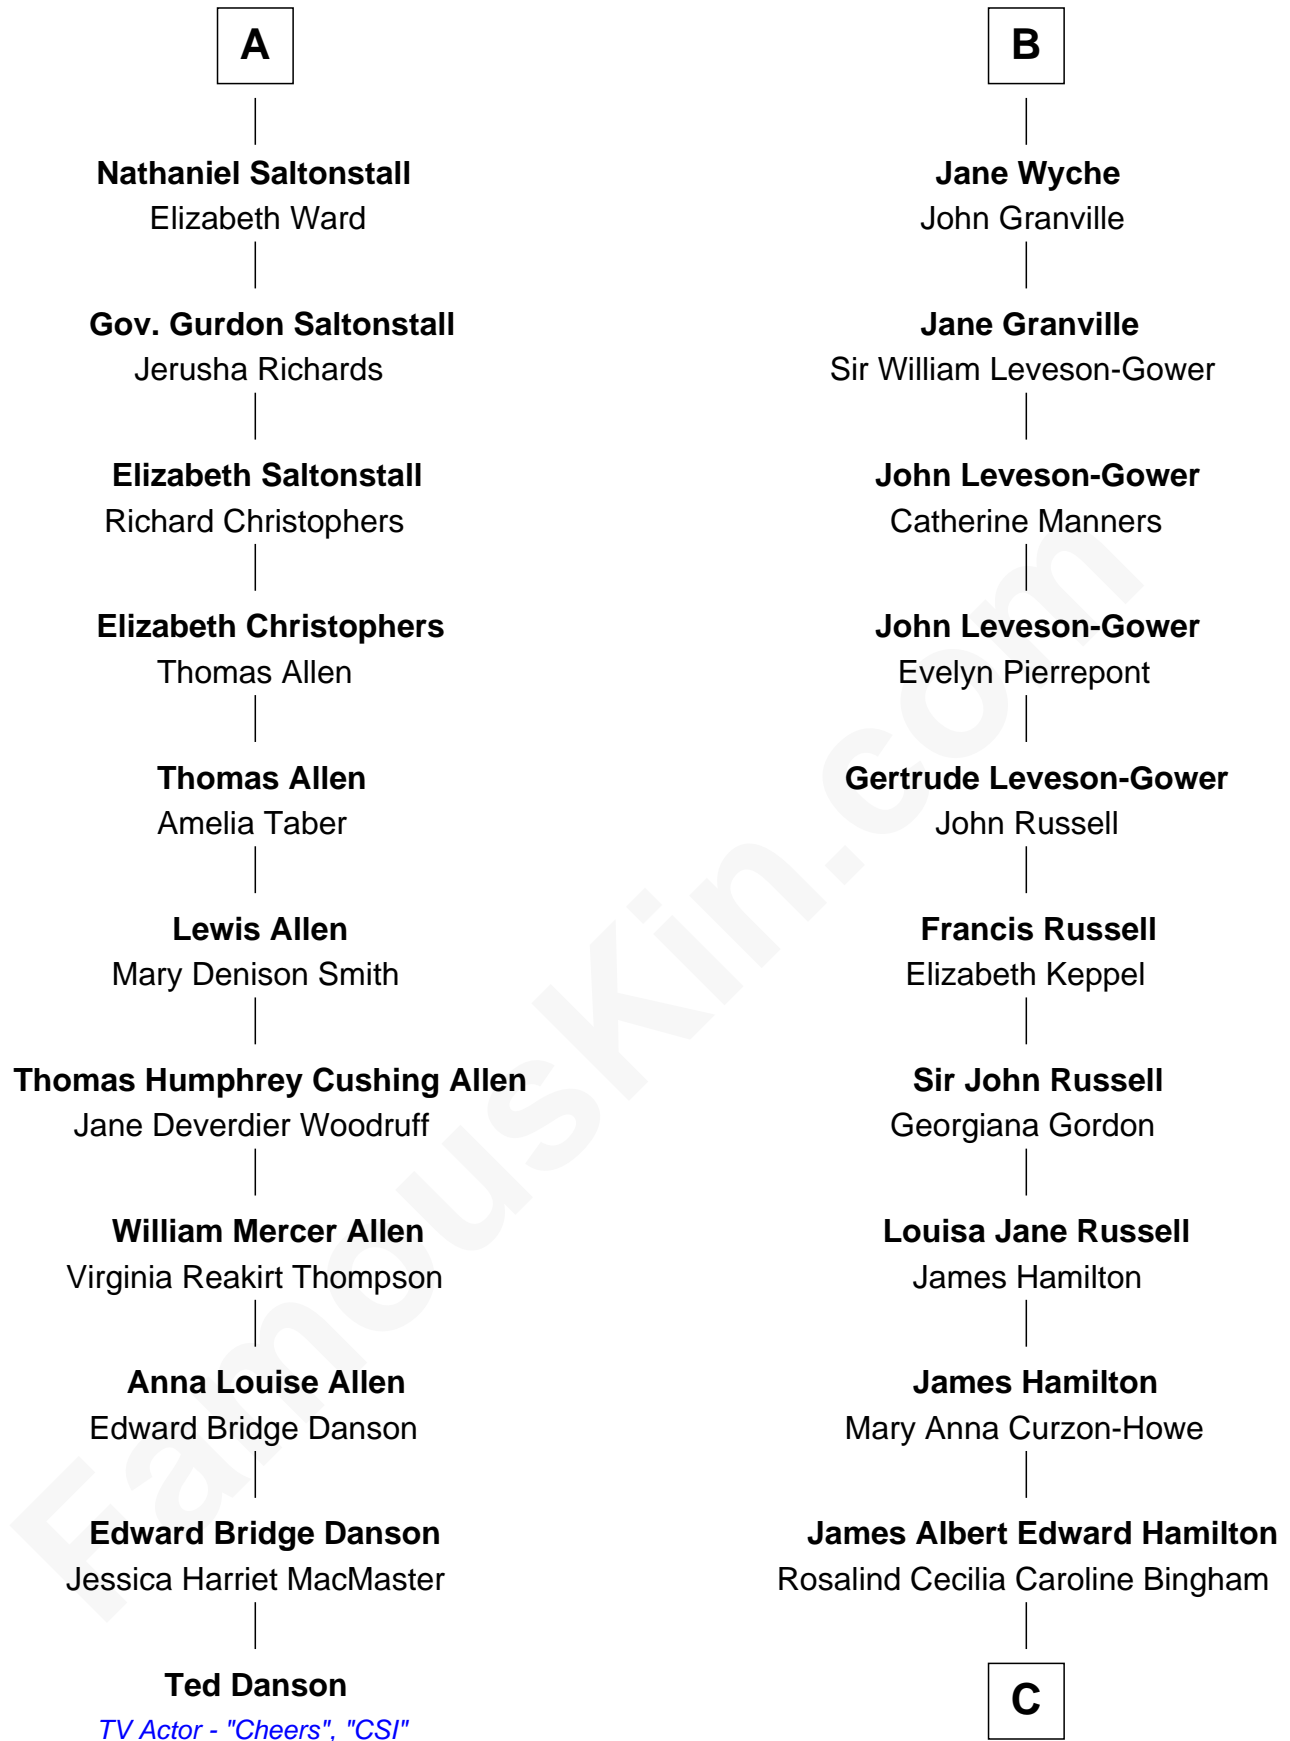 A
Nathaniel Saltonstall
Elizabeth Ward
Gov. Gurdon Saltonstall
Jerusha Richards
Elizabeth Saltonstall
Richard Christophers
Elizabeth Christophers
Thomas Allen
Thomas Allen
Amelia Taber
Lewis Allen
Mary Denison Smith
Thomas Humphrey Cushing Allen
Jane Deverdier Woodruff
William Mercer Allen
Virginia Reakirt Thompson
Anna Louise Allen
Edward Bridge Danson
Edward Bridge Danson
Jessica Harriet MacMaster
Ted Danson
TV Actor - "Cheers", "CSI"
B
Jane Wyche
John Granville
Jane Granville
Sir William Leveson-Gower
John Leveson-Gower
Catherine Manners
John Leveson-Gower
Evelyn Pierrepont
Gertrude Leveson-Gower
John Russell
Francis Russell
Elizabeth Keppel
Sir John Russell
Georgiana Gordon
Louisa Jane Russell
James Hamilton
James Hamilton
Mary Anna Curzon-Howe
James Albert Edward Hamilton
Rosalind Cecilia Caroline Bingham
C
FamousKin.com